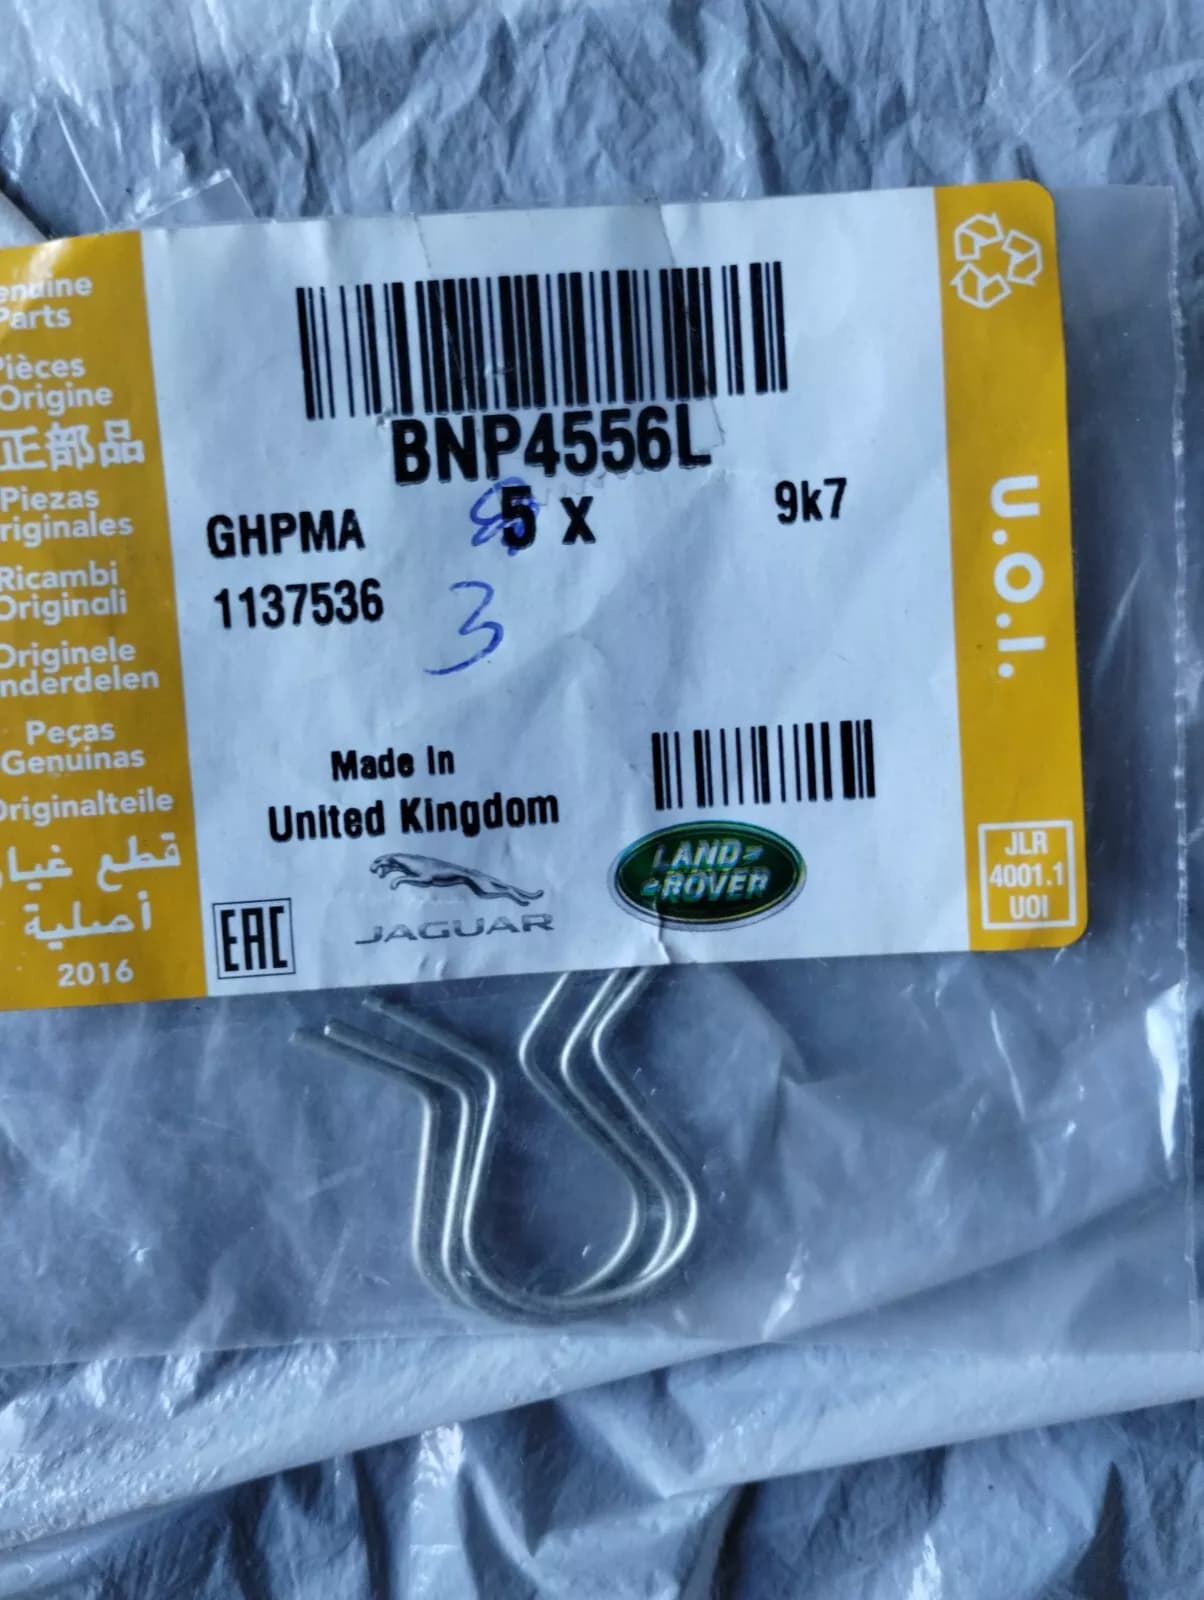 enuine
Parts
ièces
Origine
正部品
Piezas
riginales
Ricambi
Originali
Originele
nderdelen
Peças
Genuinas
Originalteile
قطع غيار
أصلية
2016
BNP4556L
5 x
9k7
GHPMA
1137536
3
Made In
United Kingdom
EAC
JAGUAR
LAND
ROVER
U.O.I.
JLR
4001.1
UOI